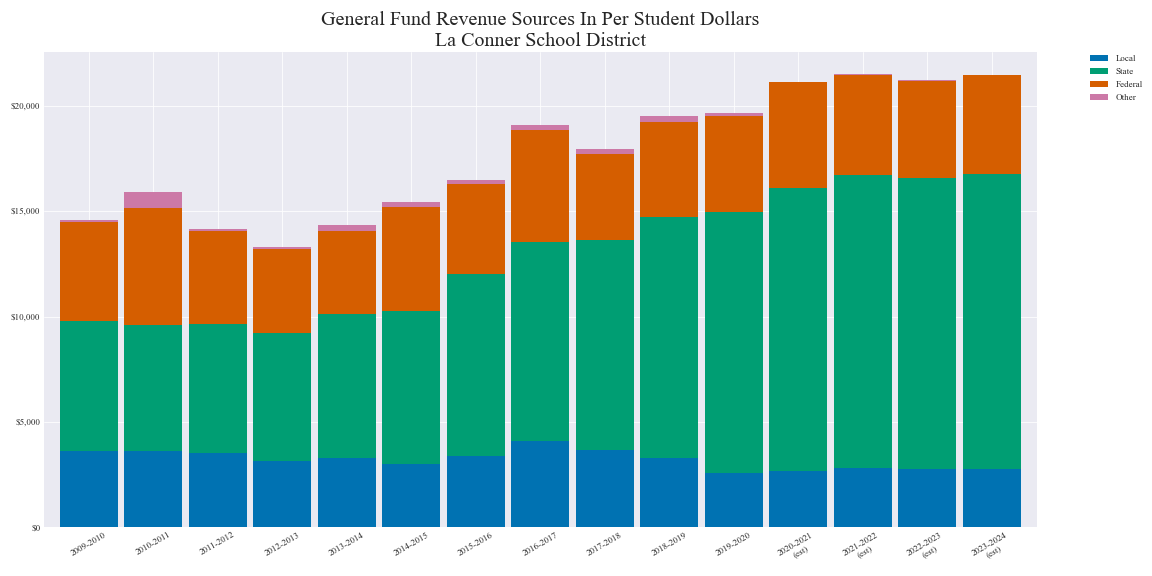 General Fund Revenue Sources In Per Student Dollars
La Conner School District
Local
State
Federal
Other
$20,000
$15,000
$10,000
$5,000
$0
2009-2010
2010-2011
2011-2012
2012-2013
2013-2014
2014-2015
2015-2016
2016-2017
2017-2018
2018-2019
2019-2020
2020-2021
(est)
2021-2022
(est)
2022-2023
(est)
2023-2024
(est)